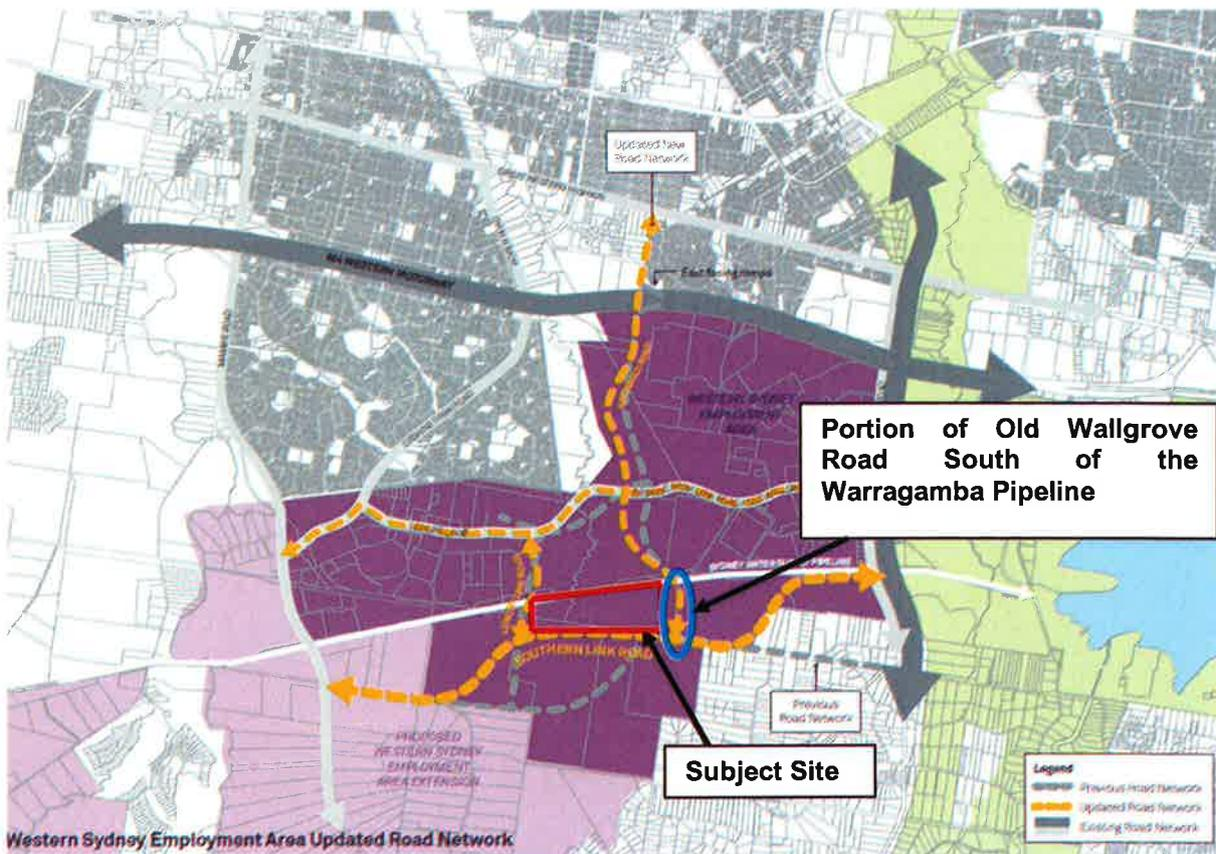 Updated New
Road Network
M4 WESTERN MOTORWAY
East facing ramps
WESTERN SYDNEY
EMPLOYMENT
AREA
Portion of Old Wallgrove
Road South of the
Warragamba Pipeline
SYDNEY WATER SUPPLY PIPELINE
SOUTHERN LINK ROAD
Previous
Road Network
Subject Site
PROPOSED
WESTERN SYDNEY
EMPLOYMENT
AREA EXTENSION
Legend
Previous Road Network
Updated Road Network
Existing Road Network
Western Sydney Employment Area Updated Road Network